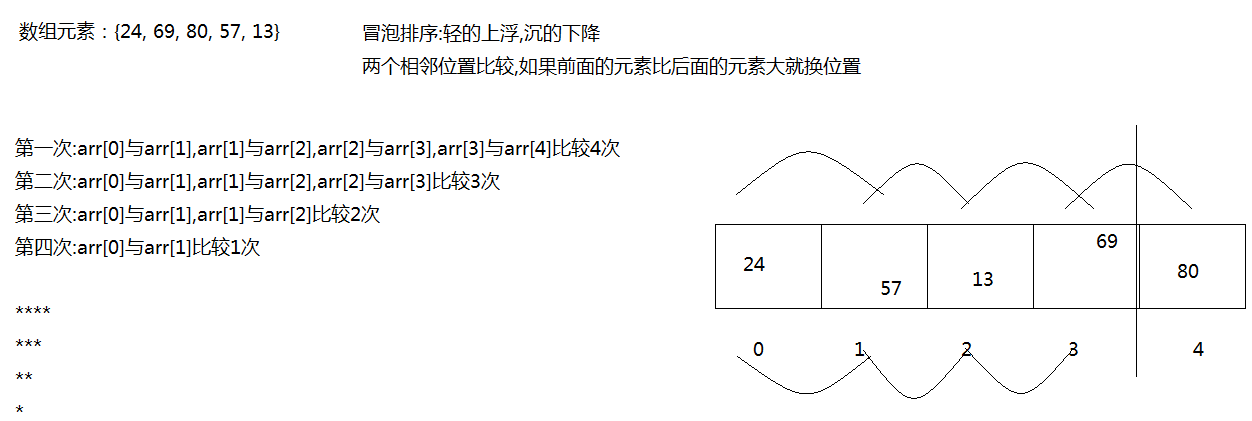 数组元素：{24, 69, 80, 57, 13}
冒泡排序:轻的上浮,沉的下降
两个相邻位置比较,如果前面的元素比后面的元素大就换位置
第一次:arr[0]与arr[1],arr[1]与arr[2],arr[2]与arr[3],arr[3]与arr[4]比较4次
第二次:arr[0]与arr[1],arr[1]与arr[2],arr[2]与arr[3]比较3次
第三次:arr[0]与arr[1],arr[1]与arr[2]比较2次
第四次:arr[0]与arr[1]比较1次
****
***
**
*
24 57 13 69 80
0 1 2 3 4